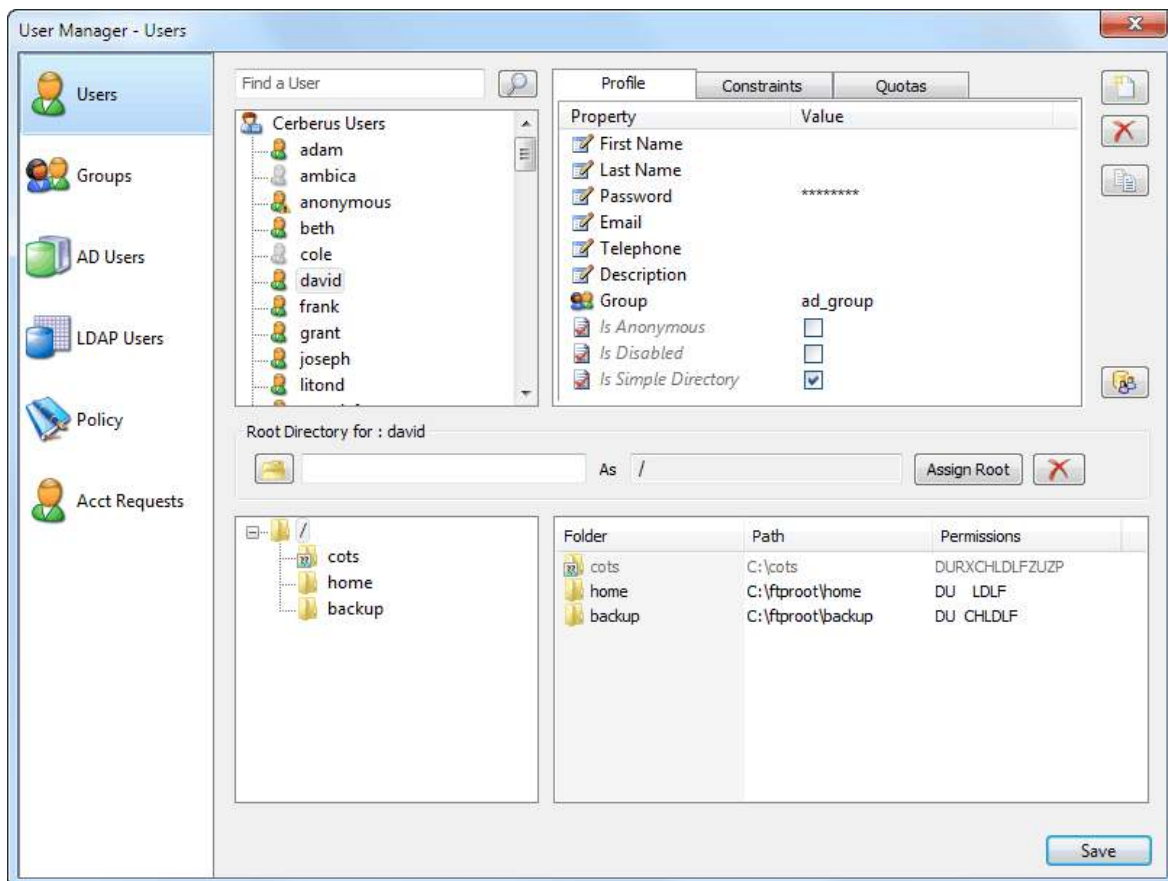 User Manager - Users
Users
Groups
AD Users
LDAP Users
Policy
Acct Requests
Find a User
Cerberus Users
adam
ambica
anonymous
beth
cole
david
frank
grant
joseph
litond
Profile
Constraints
Quotas
Property Value
First Name
Last Name
Password ********
Email
Telephone
Description
Group ad_group
Is Anonymous
Is Disabled
Is Simple Directory
Root Directory for : david
As / Assign Root
/
cots
home
backup
Folder Path Permissions
cots C:\cots DURXCHLDLFZUZP
home C:\ftproot\home DU LDLF
backup C:\ftproot\backup DU CHLDLF
Save